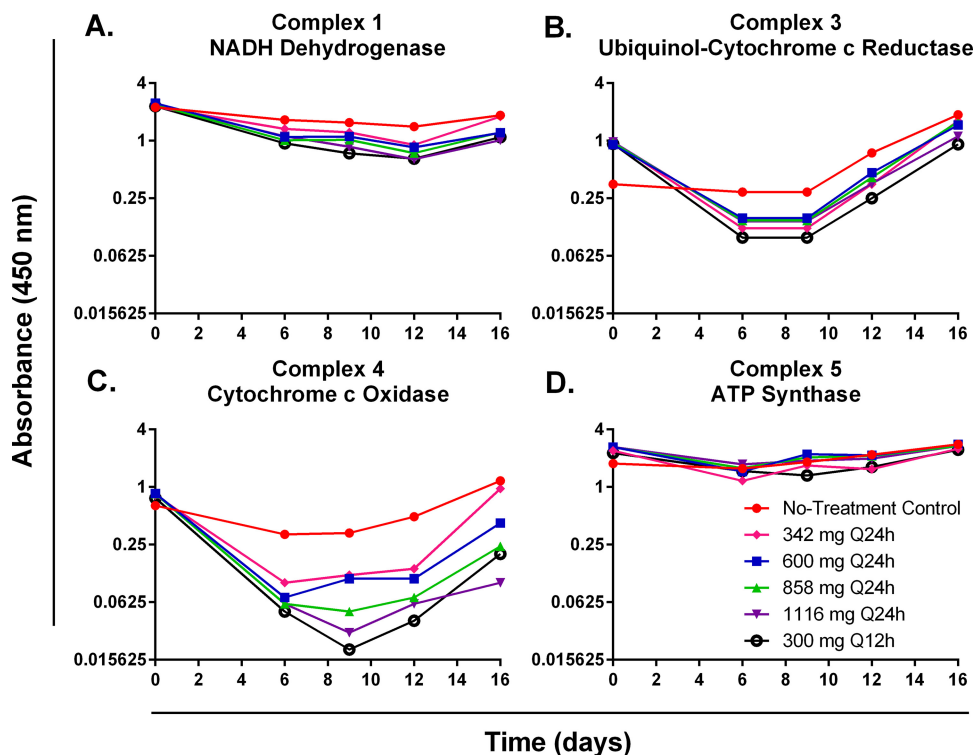 A.
Complex 1
NADH Dehydrogenase
4
1
0.25
0.0625
0.015625
0 2 4 6 8 10 12 14 16
B.
Complex 3
Ubiquinol-Cytochrome c Reductase
4
1
0.25
0.0625
0.015625
0 2 4 6 8 10 12 14 16
C.
Complex 4
Cytochrome c Oxidase
4
1
0.25
0.0625
0.015625
0 2 4 6 8 10 12 14 16
D.
Complex 5
ATP Synthase
4
1
0.25
0.0625
0.015625
0 2 4 6 8 10 12 14 16
No-Treatment Control
342 mg Q24h
600 mg Q24h
858 mg Q24h
1116 mg Q24h
300 mg Q12h
Absorbance (450 nm)
Time (days)